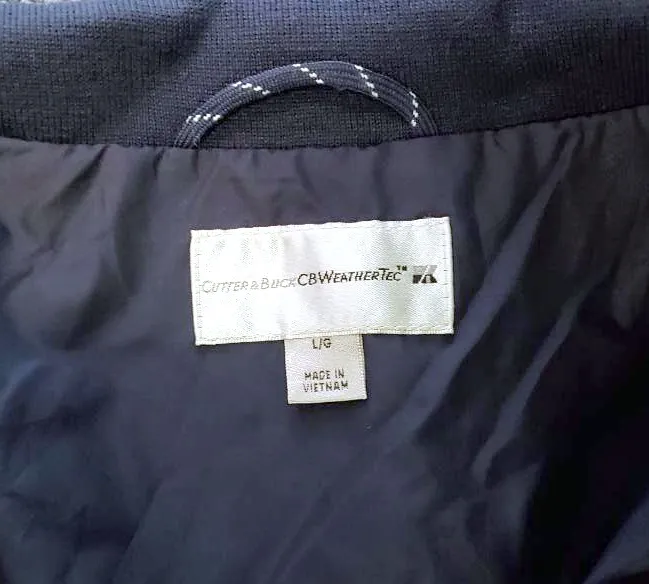 CUTTER & BUCK CBWEATHERTEC™
L/G
MADE IN
VIETNAM